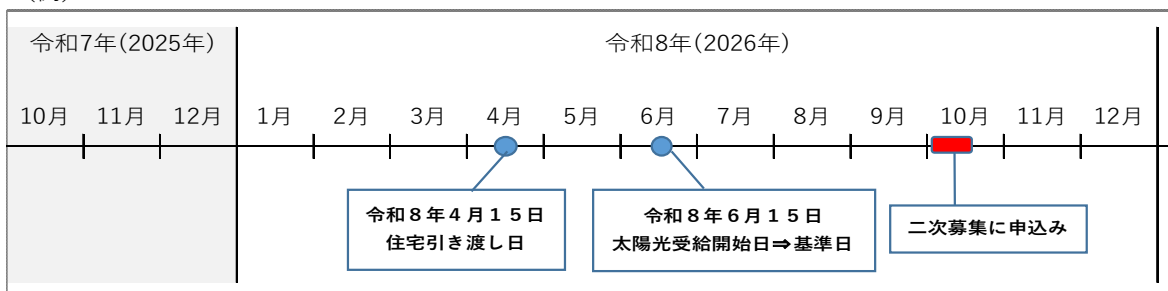 令和7年(2025年) 令和8年(2026年)
10月 11月 12月 1月 2月 3月 4月 5月 6月 7月 8月 9月 10月 11月 12月
令和８年４月１５日
住宅引き渡し日
令和８年６月１５日
太陽光受給開始日⇒基準日
二次募集に申込み